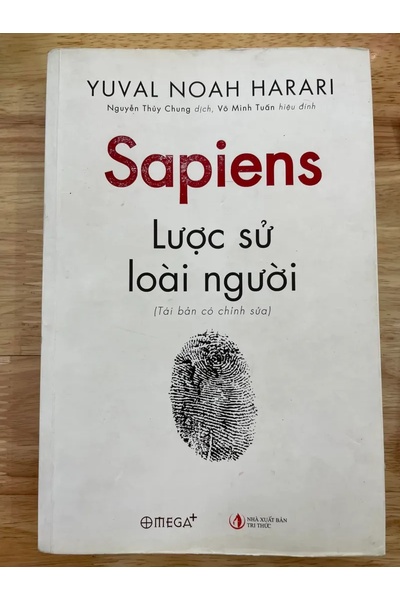 YUVAL NOAH HARARI
Nguyễn Thủy Chung dịch, Võ Minh Tuấn hiệu đính
Sapiens
Lược sử
loài người
(Tái bản có chỉnh sửa)
OMEGA+
NHÀ XUẤT BẢN
TRI THỨC